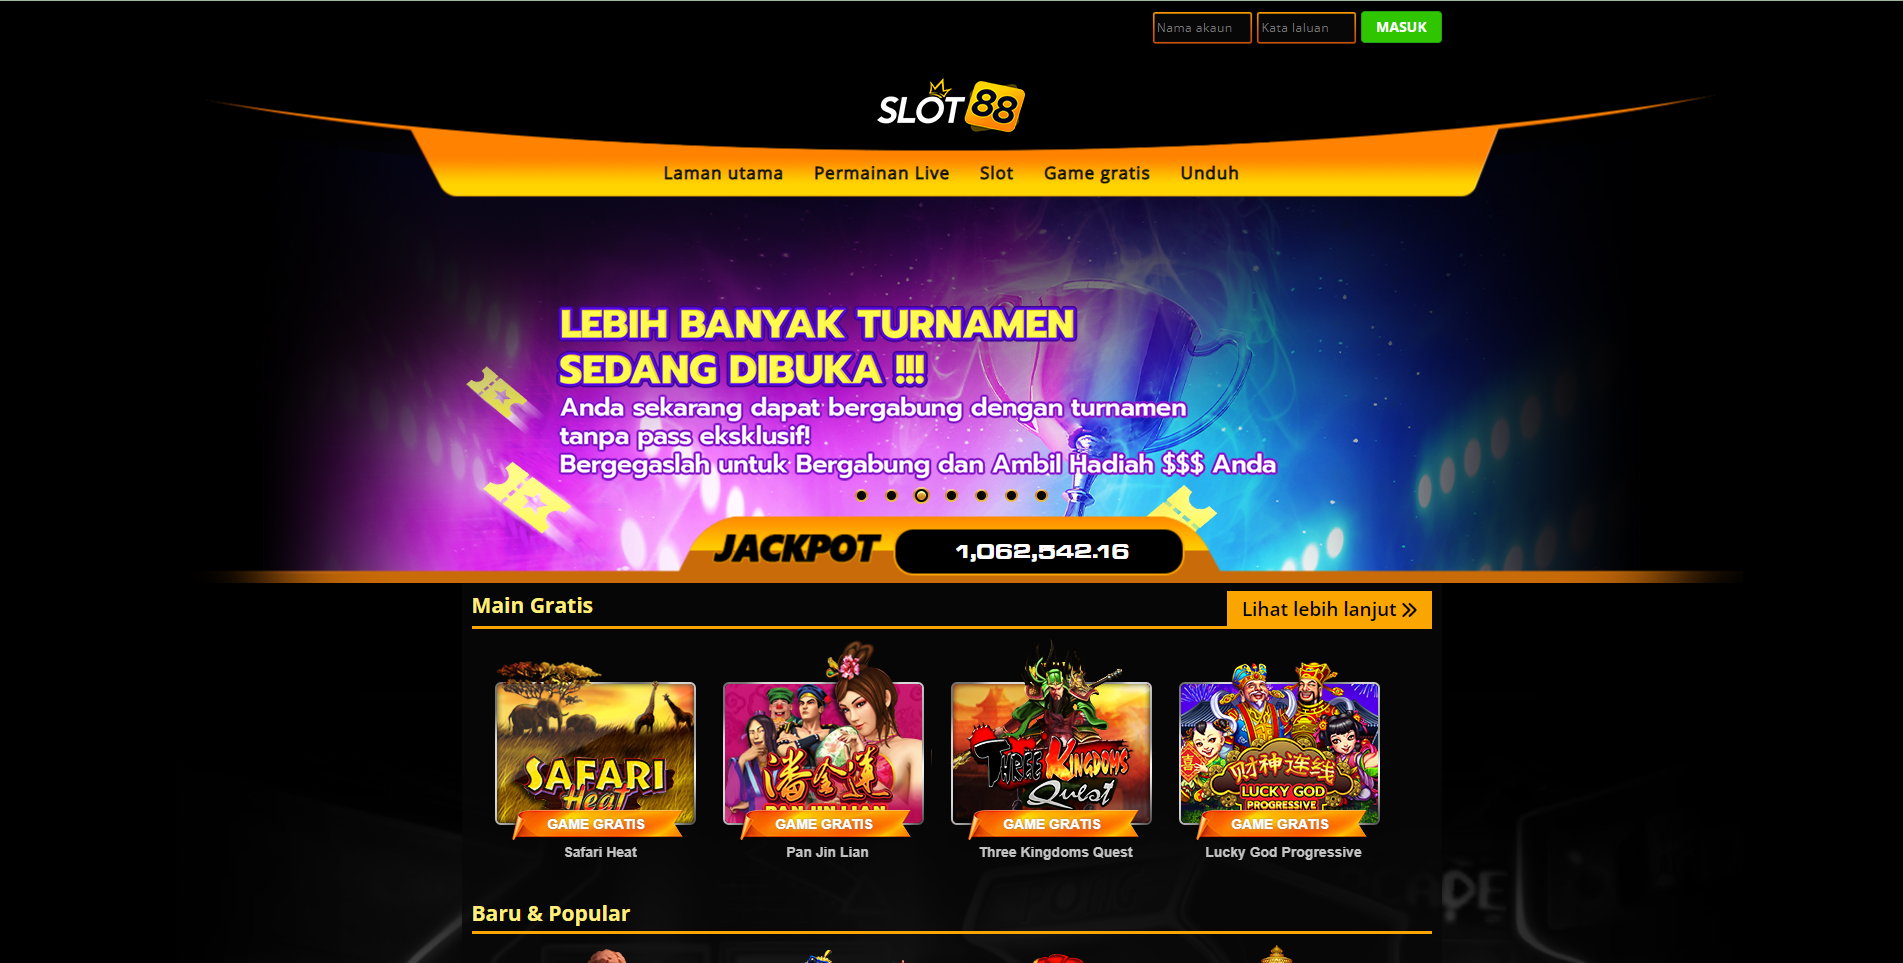 Nama akaun
Kata laluan
MASUK
SLOT 88
Laman utama
Permainan Live
Slot
Game gratis
Unduh
LEBIH BANYAK TURNAMEN
SEDANG DIBUKA !!!
Anda sekarang dapat bergabung dengan turnamen
tanpa pass eksklusif!
Bergegaslah untuk Bergabung dan Ambil Hadiah $$$ Anda
JACKPOT
1,062,542.16
Main Gratis
Lihat lebih lanjut
SAFARI
Heat
GAME GRATIS
Safari Heat
潘金蓮
PAN JIN LIAN
GAME GRATIS
Pan Jin Lian
THREE KINGDOMS
Quest
GAME GRATIS
Three Kingdoms Quest
财神连线
LUCKY GOD
PROGRESSIVE
GAME GRATIS
Lucky God Progressive
Baru & Popular